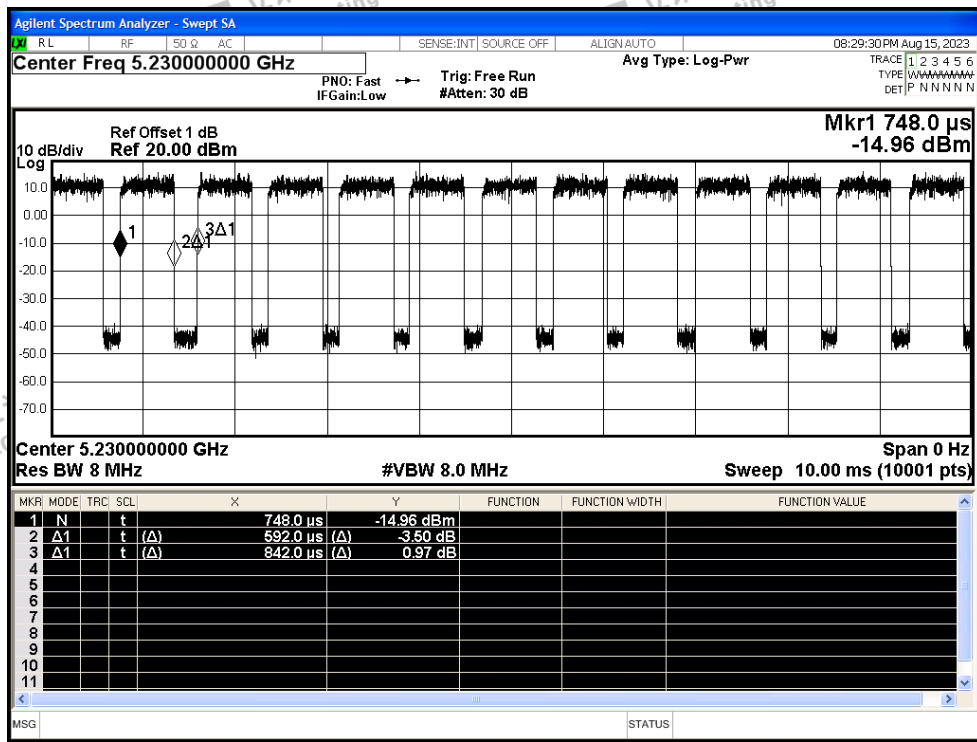 Agilent Spectrum Analyzer - Swept SA
LXI RL RF 50 Ω AC SENSE:INT SOURCE OFF ALIGN AUTO 08:29:30 PM Aug 15, 2023
Center Freq 5.230000000 GHz
PNO: Fast
IFGain:Low
Trig: Free Run
#Atten: 30 dB
Avg Type: Log-Pwr
TRACE 1 2 3 4 5 6
TYPE
DET P N N N N N
Ref Offset 1 dB
10 dB/div Ref 20.00 dBm
Log
Mkr1 748.0 µs
-14.96 dBm
10.0
0.00
-10.0
-20.0
-30.0
-40.0
-50.0
-60.0
-70.0
1
2Δ1
3Δ1
Center 5.230000000 GHz Span 0 Hz
Res BW 8 MHz #VBW 8.0 MHz Sweep 10.00 ms (10001 pts)
MKR MODE TRC SCL X Y FUNCTION FUNCTION WIDTH FUNCTION VALUE
1 N t 748.0 µs -14.96 dBm
2 Δ1 t (Δ) 592.0 µs (Δ) -3.50 dB
3 Δ1 t (Δ) 842.0 µs (Δ) 0.97 dB
4
5
6
7
8
9
10
11
MSG STATUS